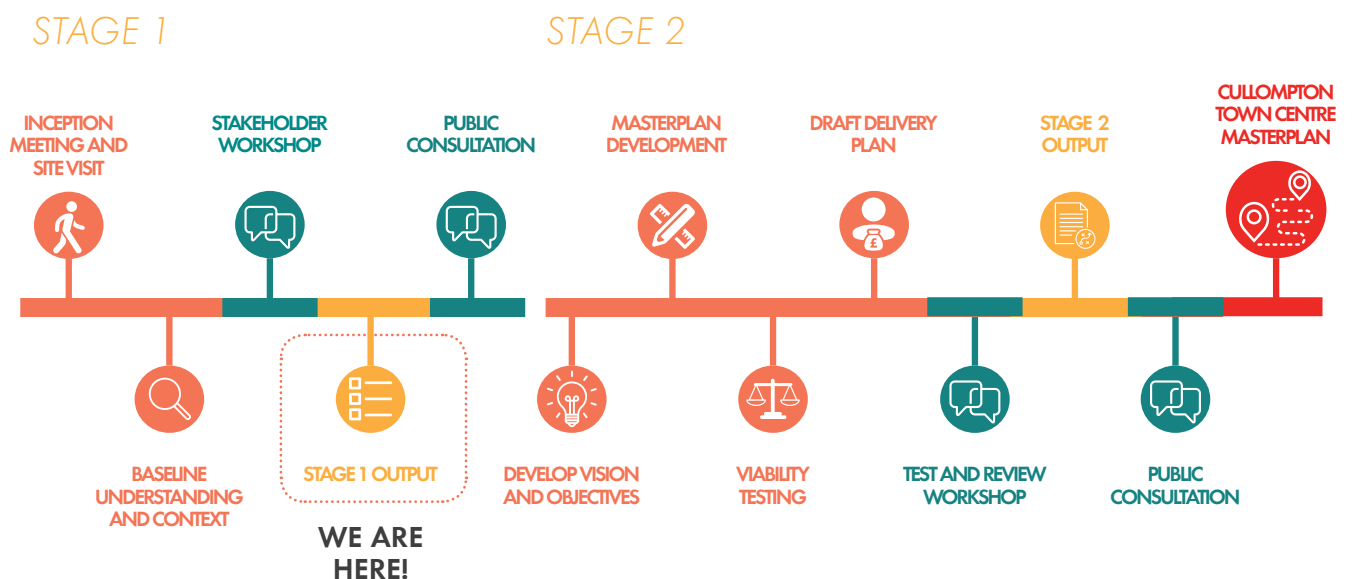 STAGE 1
STAGE 2
INCEPTION
MEETING AND
SITE VISIT
STAKEHOLDER
WORKSHOP
PUBLIC
CONSULTATION
MASTERPLAN
DEVELOPMENT
DRAFT DELIVERY
PLAN
STAGE 2
OUTPUT
CULLOMPTON
TOWN CENTRE
MASTERPLAN
£
BASELINE
UNDERSTANDING
AND CONTEXT
STAGE 1 OUTPUT
WE ARE
HERE!
DEVELOP VISION
AND OBJECTIVES
VIABILITY
TESTING
TEST AND REVIEW
WORKSHOP
PUBLIC
CONSULTATION